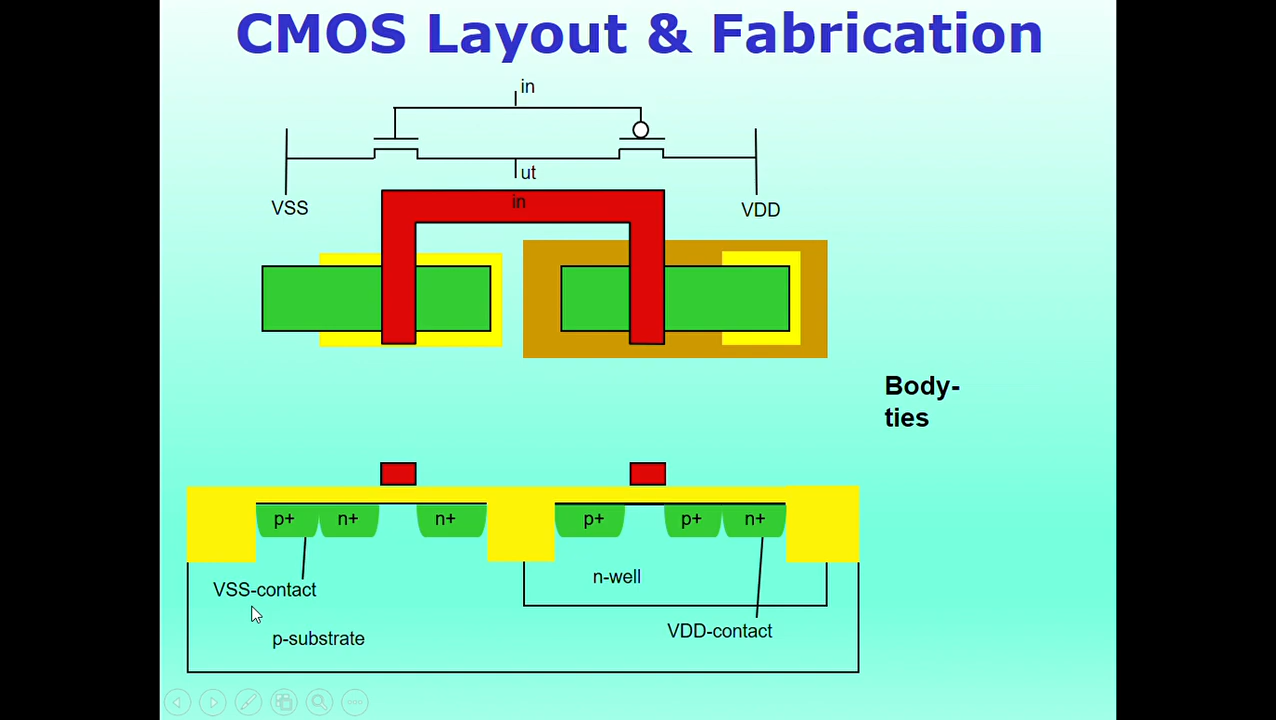 CMOS Layout & Fabrication
in
ut
VSS
in
VDD
Body-
ties
p+ n+ n+ p+ p+ n+
VSS-contact
n-well
VDD-contact
p-substrate